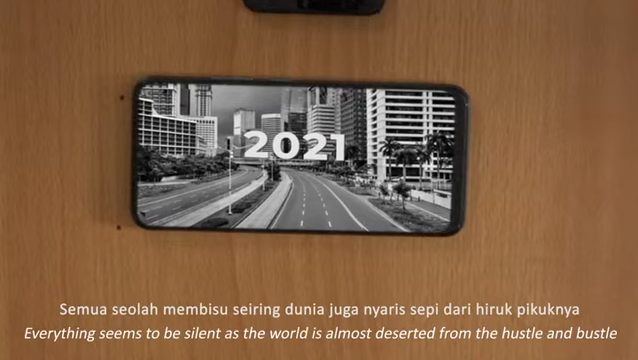 2021
Semua seolah membisu seiring dunia juga nyaris sepi dari hiruk pikuknya
Everything seems to be silent as the world is almost deserted from the hustle and bustle